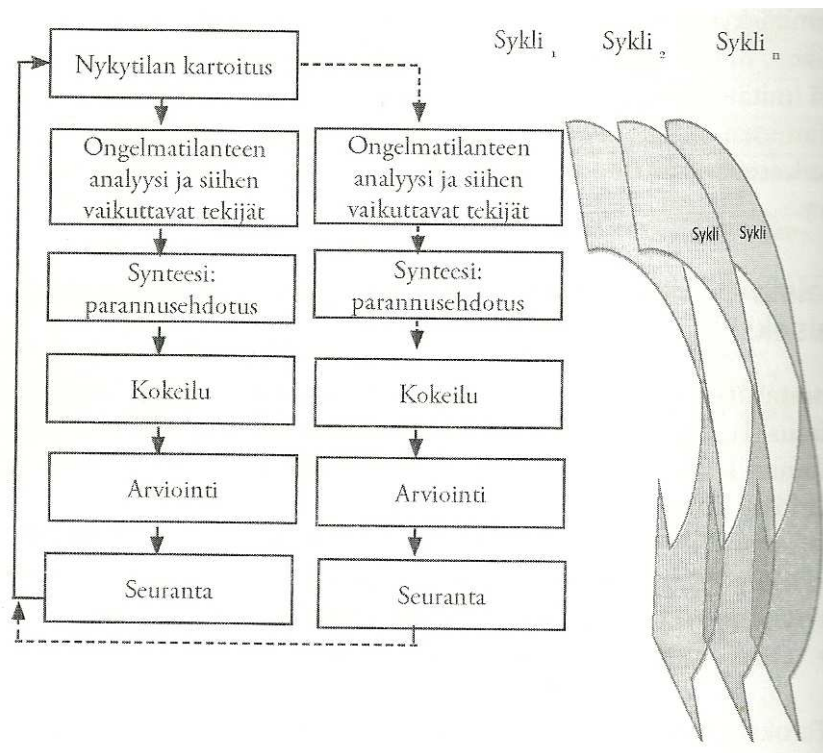 Sykli 1 Sykli 2 Sykli n
Nykytilan kartoitus
Ongelmatilanteen
analyysi ja siihen
vaikuttavat tekijät
Synteesi:
parannusehdotus
Kokeilu
Arviointi
Seuranta
Ongelmatilanteen
analyysi ja siihen
vaikuttavat tekijät
Synteesi:
parannusehdotus
Kokeilu
Arviointi
Seuranta
Sykli Sykli